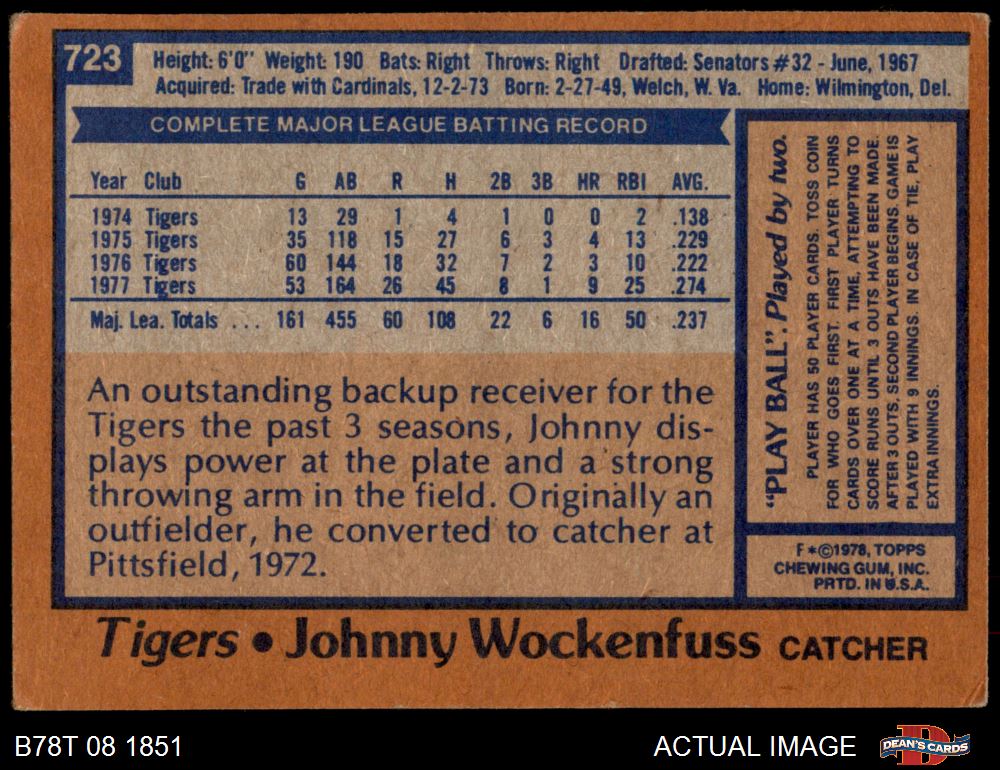 723
Height: 6'0" Weight: 190 Bats: Right Throws: Right Drafted: Senators #32 - June, 1967
Acquired: Trade with Cardinals, 12-2-73 Born: 2-27-49, Welch, W. Va. Home: Wilmington, Del.
COMPLETE MAJOR LEAGUE BATTING RECORD
Year Club G AB R H 2B 3B HR RBI AVG.
1974 Tigers 13 29 1 4 1 0 0 2 .138
1975 Tigers 35 118 15 27 6 3 4 13 .229
1976 Tigers 60 144 18 32 7 2 3 10 .222
1977 Tigers 53 164 26 45 8 1 9 25 .274
Maj. Lea. Totals ... 161 455 60 108 22 6 16 50 .237
An outstanding backup receiver for the
Tigers the past 3 seasons, Johnny dis-
plays power at the plate and a strong
throwing arm in the field. Originally an
outfielder, he converted to catcher at
Pittsfield, 1972.
"PLAY BALL". Played by two.
PLAYER HAS 50 PLAYER CARDS. TOSS COIN
FOR WHO GOES FIRST. FIRST PLAYER TURNS
CARDS OVER ONE AT A TIME, ATTEMPTING TO
SCORE RUNS UNTIL 3 OUTS HAVE BEEN MADE.
AFTER 3 OUTS, SECOND PLAYER BEGINS. GAME IS
PLAYED WITH 9 INNINGS. IN CASE OF TIE, PLAY
EXTRA INNINGS.
F*©1978, TOPPS
CHEWING GUM, INC.
PRTD. IN U.S.A.
Tigers • Johnny Wockenfuss CATCHER
B78T 08 1851
ACTUAL IMAGE
D
DEAN'S CARDS